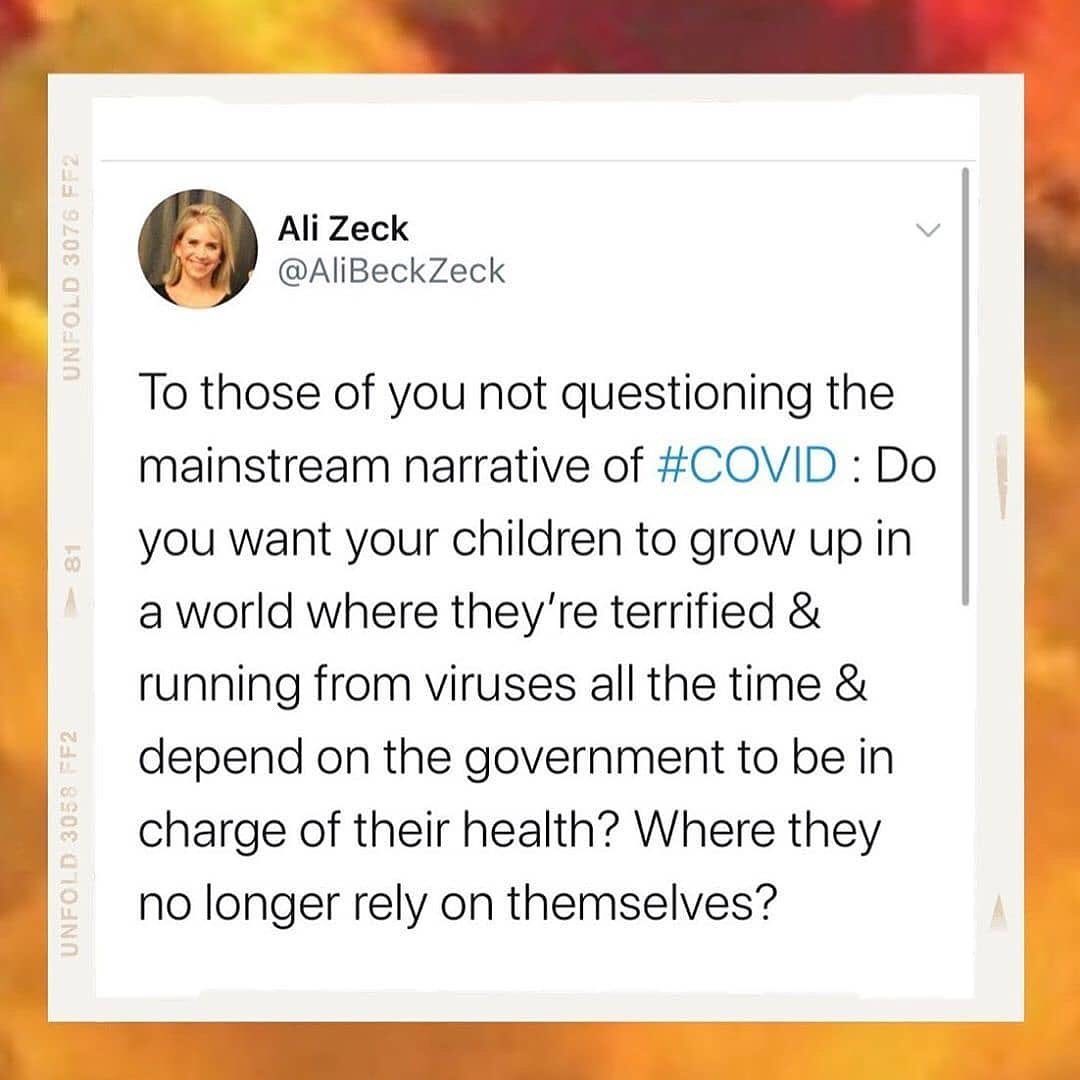 Ali Zeck
@AliBeckZeck
To those of you not questioning the
mainstream narrative of #COVID : Do
you want your children to grow up in
a world where they're terrified &
running from viruses all the time &
depend on the government to be in
charge of their health? Where they
no longer rely on themselves?
UNFOLD 3076 FF2
81
UNFOLD 3058 FF2